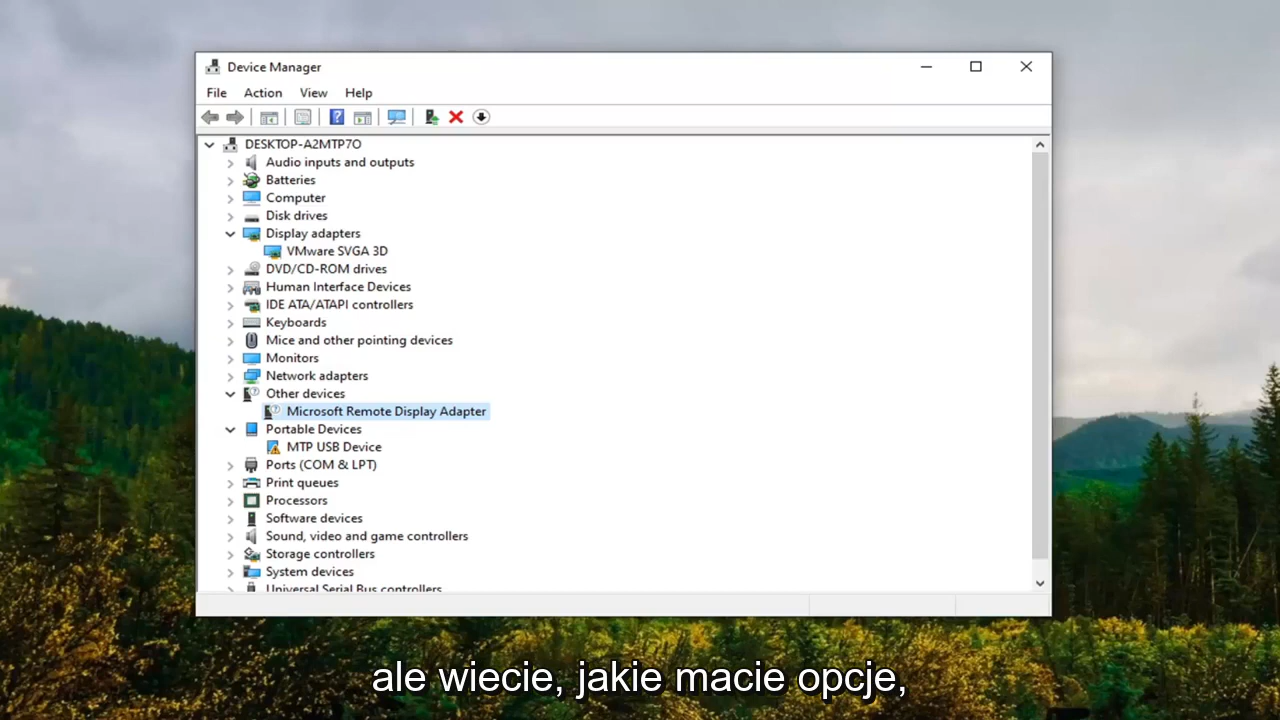 Device Manager
File Action View Help
DESKTOP-A2MTP7O
Audio inputs and outputs
Batteries
Computer
Disk drives
Display adapters
VMware SVGA 3D
DVD/CD-ROM drives
Human Interface Devices
IDE ATA/ATAPI controllers
Keyboards
Mice and other pointing devices
Monitors
Network adapters
Other devices
Microsoft Remote Display Adapter
Portable Devices
MTP USB Device
Ports (COM & LPT)
Print queues
Processors
Software devices
Sound, video and game controllers
Storage controllers
System devices
Universal Serial Bus controllers
ale wiecie, jakie macie opcje,